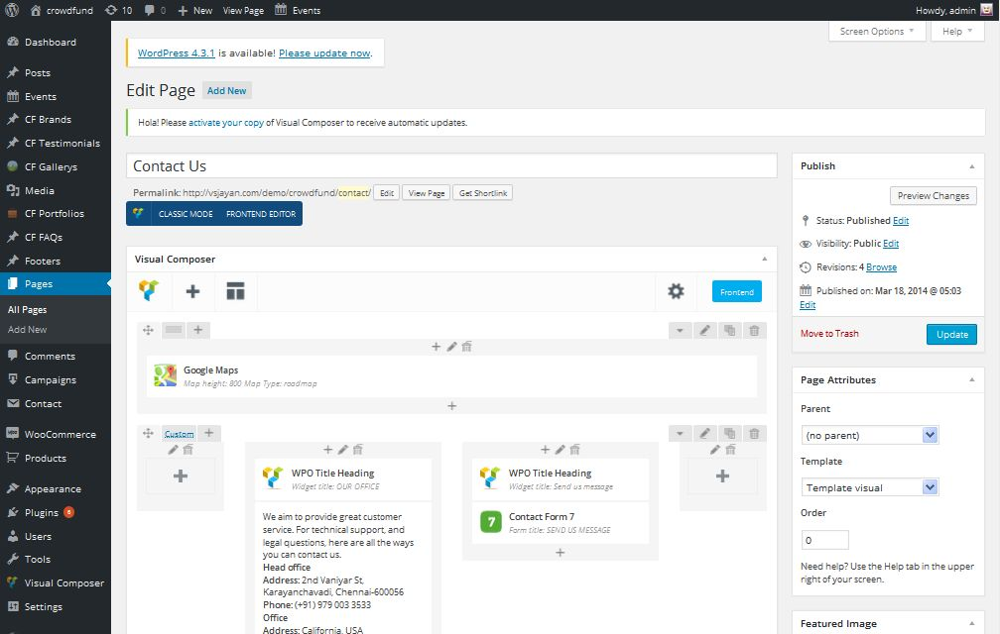 crowdfund 10 0 New View Page Events Howdy, admin
Screen Options Help
WordPress 4.3.1 is available! Please update now.
Edit Page Add New
Hola! Please activate your copy of Visual Composer to receive automatic updates.
Dashboard
Posts
Events
CF Brands
CF Testimonials
CF Gallerys
Media
CF Portfolios
CF FAQs
Footers
Pages
All Pages
Add New
Comments
Campaigns
Contact
WooCommerce
Products
Appearance
Plugins 6
Users
Tools
Visual Composer
Settings
Contact Us
Permalink: http://vsjayan.com/demo/crowdfund/contact/ Edit View Page Get Shortlink
CLASSIC MODE FRONTEND EDITOR
Visual Composer
Frontend
Google Maps
Map height: 800 Map Type: roadmap
Custom
WPO Title Heading
Widget title: OUR OFFICE
We aim to provide great customer
service. For technical support, and
legal questions, here are all the ways
you can contact us.
Head office
Address: 2nd Vaniyar St,
Karayanchavadi, Chennai-600056
Phone: (+91) 979 003 3533
Office
Address: California, USA
WPO Title Heading
Widget title: Send us message
7
Contact Form 7
Form title: SEND US MESSAGE
Publish
Preview Changes
Status: Published Edit
Visibility: Public Edit
Revisions: 4 Browse
Published on: Mar 18, 2014 @ 05:03
Edit
Move to Trash Update
Page Attributes
Parent
(no parent)
Template
Template visual
Order
0
Need help? Use the Help tab in the upper
right of your screen.
Featured Image